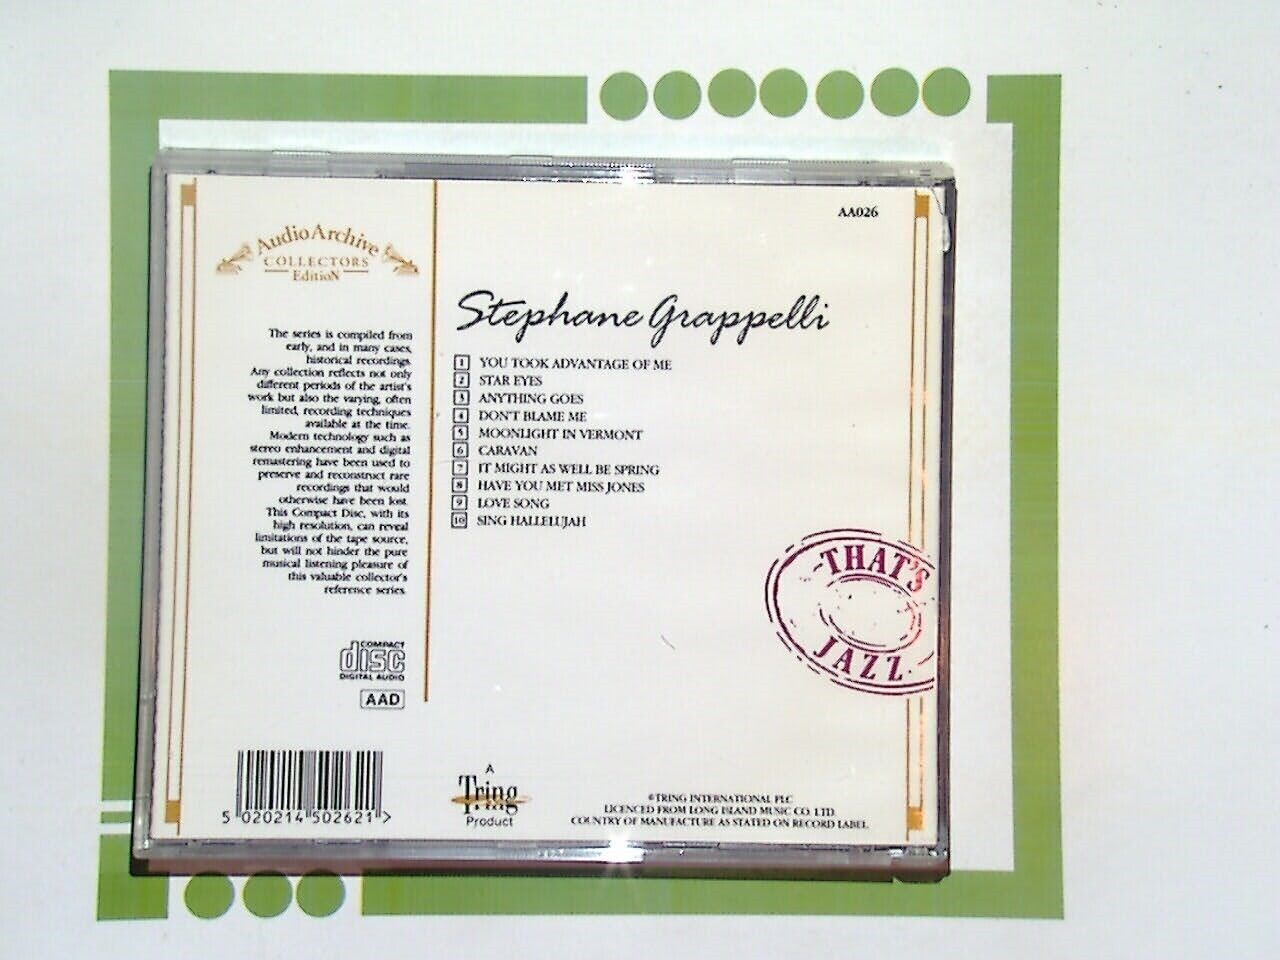 AA026
Audio Archive
COLLECTORS
EditioN
The series is compiled from
early, and in many cases,
historical recordings.
Any collection reflects not only
different periods of the artist's
work but also the varying, often
limited, recording techniques
available at the time.
Modern technology such as
stereo enhancement and digital
remastering have been used to
preserve and reconstruct rare
recordings that would
otherwise have been lost.
This Compact Disc, with its
high resolution, can reveal
limitations of the tape source,
but will not hinder the pure
musical listening pleasure of
this valuable collector's
reference series.
COMPACT
disc
DIGITAL AUDIO
AAD
5 020214 502621 >
Stephane Grappelli
1 YOU TOOK ADVANTAGE OF ME
2 STAR EYES
3 ANYTHING GOES
4 DON'T BLAME ME
5 MOONLIGHT IN VERMONT
6 CARAVAN
7 IT MIGHT AS WELL BE SPRING
8 HAVE YOU MET MISS JONES
9 LOVE SONG
10 SING HALLELUJAH
THAT'S
JAZZ
A
Tring
Product
©TRING INTERNATIONAL PLC
LICENCED FROM LONG ISLAND MUSIC CO. LTD.
COUNTRY OF MANUFACTURE AS STATED ON RECORD LABEL